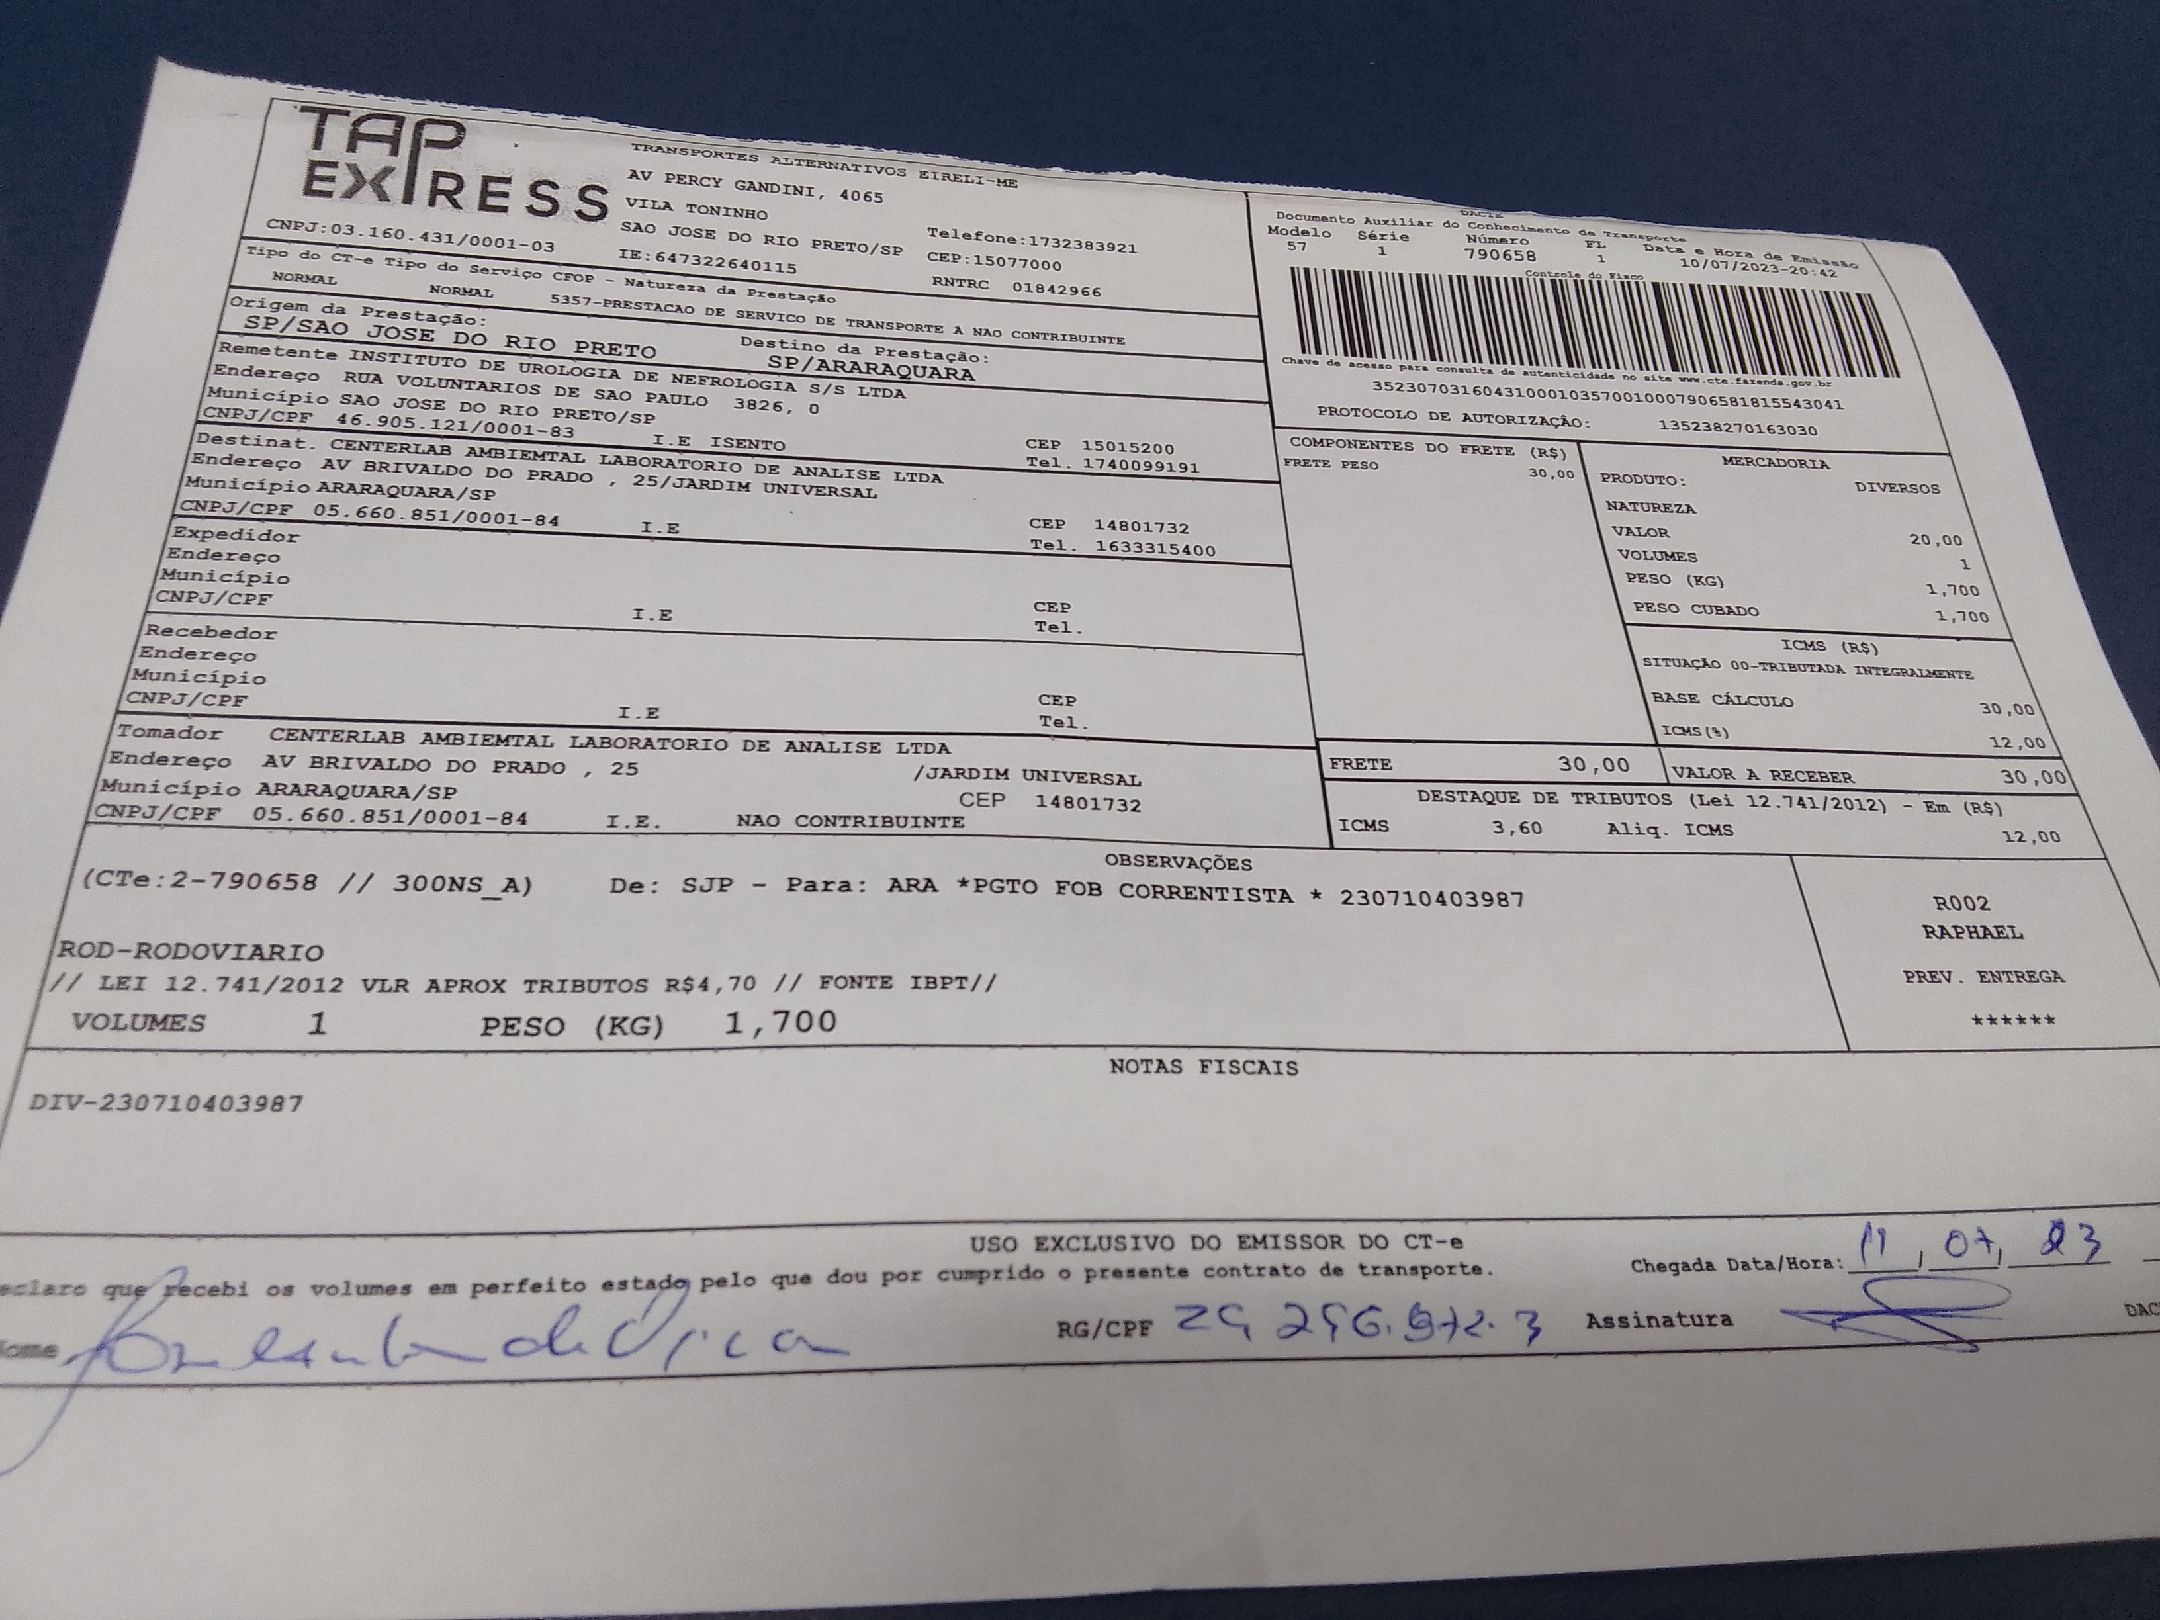 TAP EXPRESS
TRANSPORTES ALTERNATIVOS EIRELI-ME
AV PERCY GANDINI, 4065
VILA TONINHO
SAO JOSE DO RIO PRETO/SP Telefone:1732383921
CNPJ:03.160.431/0001-03 IE:647322640115 CEP:15077000
RNTRC 01842966
DACTE
Documento Auxiliar do Conhecimento de Transporte
Modelo Série Número FL Data e Hora de Emissão
57 1 790658 1 10/07/2023-20:42
Controle do Fisco
Chave de acesso para consulta de autenticidade no site www.cte.fazenda.gov.br
35230703160431000103570010007906581815543041
PROTOCOLO DE AUTORIZAÇÃO: 135238270163030
Tipo do CT-e Tipo do Serviço CFOP - Natureza da Prestação
NORMAL NORMAL 5357-PRESTACAO DE SERVICO DE TRANSPORTE A NAO CONTRIBUINTE
Origem da Prestação: Destino da Prestação:
SP/SAO JOSE DO RIO PRETO SP/ARARAQUARA
Remetente INSTITUTO DE UROLOGIA DE NEFROLOGIA S/S LTDA
Endereço RUA VOLUNTARIOS DE SAO PAULO 3826, 0
Município SAO JOSE DO RIO PRETO/SP CEP 15015200
CNPJ/CPF 46.905.121/0001-83 I.E ISENTO Tel. 1740099191
Destinat. CENTERLAB AMBIEMTAL LABORATORIO DE ANALISE LTDA
Endereço AV BRIVALDO DO PRADO , 25/JARDIM UNIVERSAL
Município ARARAQUARA/SP CEP 14801732
CNPJ/CPF 05.660.851/0001-84 I.E Tel. 1633315400
Expedidor
Endereço
Município CEP
CNPJ/CPF I.E Tel.
Recebedor
Endereço
Município CEP
CNPJ/CPF I.E Tel.
Tomador CENTERLAB AMBIEMTAL LABORATORIO DE ANALISE LTDA
Endereço AV BRIVALDO DO PRADO , 25 /JARDIM UNIVERSAL
Município ARARAQUARA/SP CEP 14801732
CNPJ/CPF 05.660.851/0001-84 I.E. NAO CONTRIBUINTE
COMPONENTES DO FRETE (R$)
FRETE PESO 30,00
MERCADORIA
PRODUTO: DIVERSOS
NATUREZA
VALOR 20,00
VOLUMES 1
PESO (KG) 1,700
PESO CUBADO 1,700
ICMS (R$)
SITUAÇÃO 00-TRIBUTADA INTEGRALMENTE
BASE CÁLCULO 30,00
ICMS(%) 12,00
FRETE 30,00 VALOR A RECEBER 30,00
DESTAQUE DE TRIBUTOS (Lei 12.741/2012) - Em (R$)
ICMS 3,60 Aliq. ICMS 12,00
OBSERVAÇÕES
(CTe:2-790658 // 300NS_A) De: SJP - Para: ARA *PGTO FOB CORRENTISTA * 230710403987
ROD-RODOVIARIO
// LEI 12.741/2012 VLR APROX TRIBUTOS R$4,70 // FONTE IBPT//
VOLUMES 1 PESO (KG) 1,700
R002
RAPHAEL
PREV. ENTREGA
******
NOTAS FISCAIS
DIV-230710403987
USO EXCLUSIVO DO EMISSOR DO CT-e
eclaro que recebi os volumes em perfeito estado pelo que dou por cumprido o presente contrato de transporte.
Chegada Data/Hora: 11, 07, 23
ome RG/CPF Assinatura
DAC